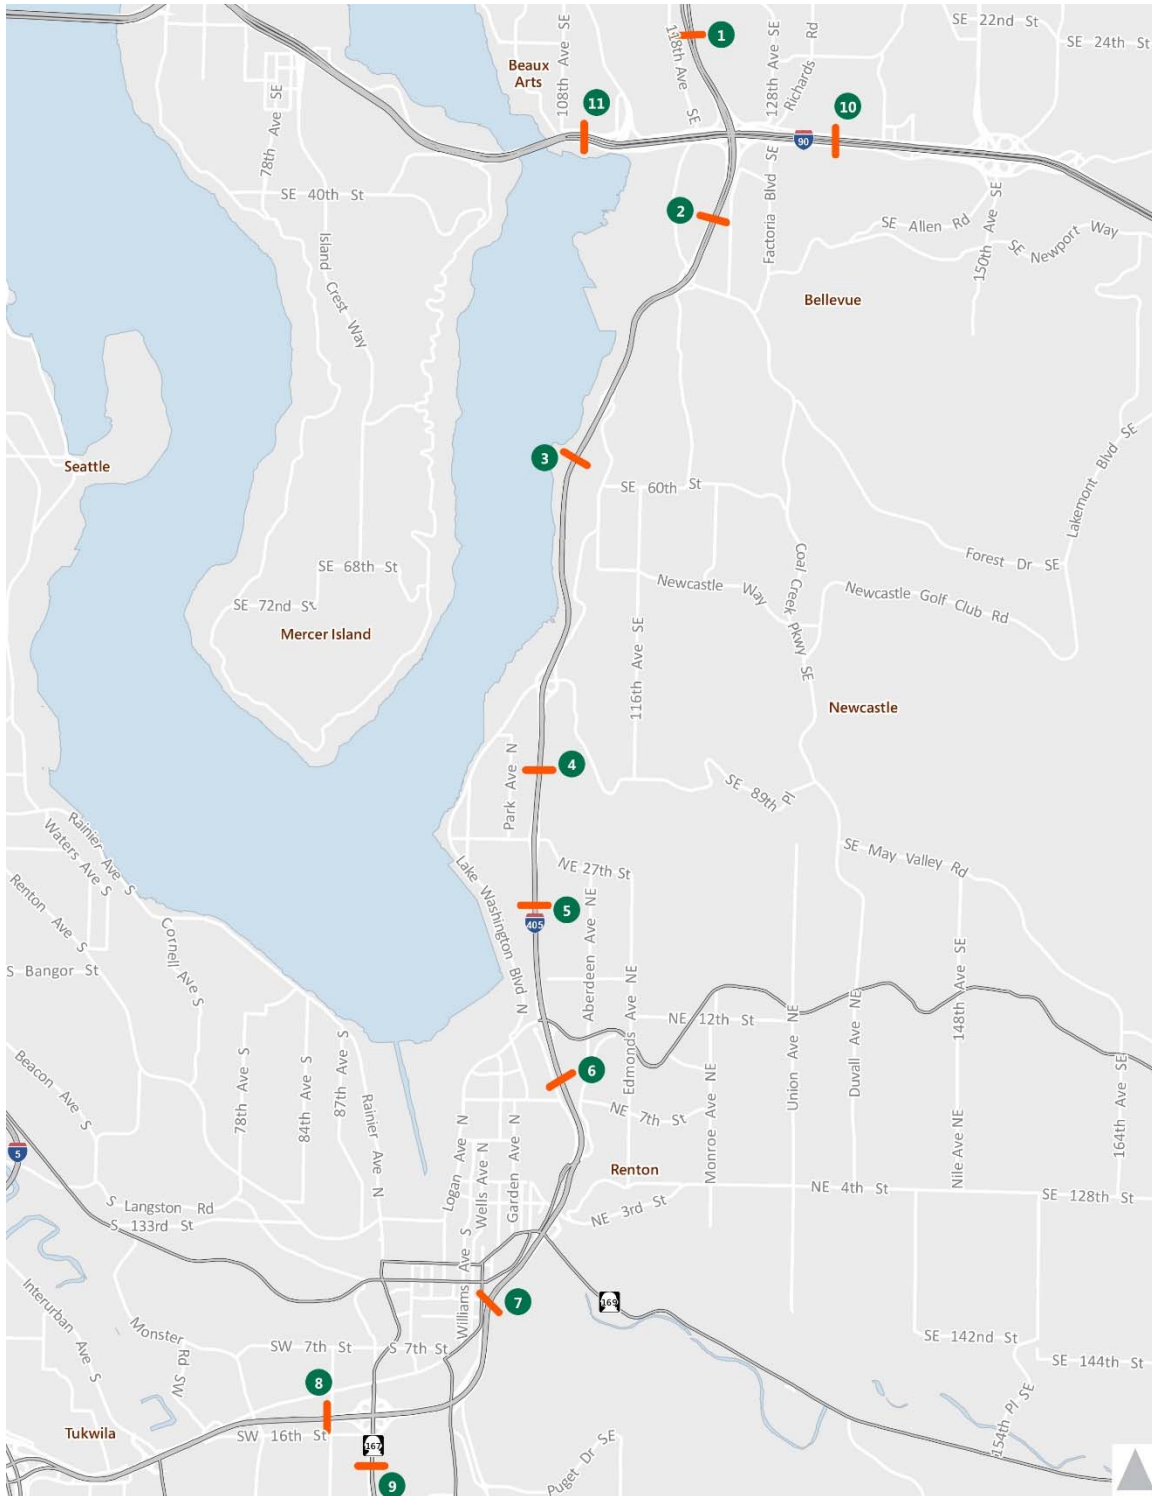 SE 22nd St
SE 24th St
118th Ave SE
1
128th Ave SE
Richards Rd
108th Ave SE
Beaux
Arts
11
10
90
78th Ave SE
SE 40th St
2
Factoria Blvd SE
SE Allen Rd
150th Ave SE
SE Newport Way
Island Crest Way
Bellevue
Seattle
3
SE 60th St
Lakemont Blvd SE
Forest Dr SE
SE 68th St
SE 72nd St
Mercer Island
Newcastle Way
Coal Creek Pkwy SE
Newcastle Golf Club Rd
116th Ave SE
Newcastle
Park Ave N
4
SE 89th Pl
SE May Valley Rd
Rainier Ave S
Waters Ave S
Renton Ave S
Cornell Ave S
S Bangor St
Lake Washington Blvd N
NE 27th St
5
405
Aberdeen Ave NE
Edmonds Ave NE
NE 12th St
Union Ave NE
Duvall Ave NE
148th Ave SE
Beacon Ave S
78th Ave S
84th Ave S
87th Ave S
Rainier Ave N
6
NE 7th St
Monroe Ave NE
Nile Ave NE
164th Ave SE
5
Logan Ave N
Wells Ave N
Garden Ave N
Renton
NE 4th St
SE 128th St
NE 3rd St
S Langston Rd
S 133rd St
Williams Ave S
7
169
Interurban Ave S
Monster Rd SW
SW 7th St
S 7th St
SE 142nd St
SE 144th St
154th Pl SE
8
Tukwila
SW 16th St
167
9
Puget Dr SE